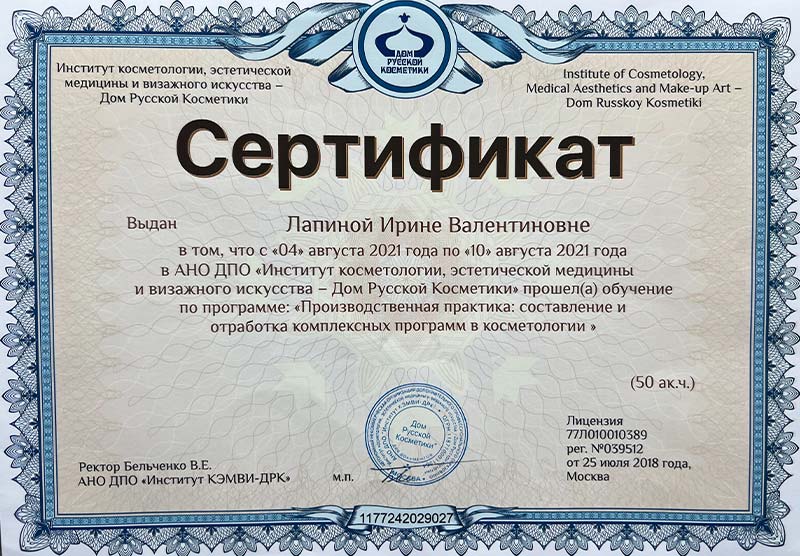 ДОМ
РУССКОЙ
КОСМЕТИКИ
Институт косметологии, эстетической
медицины и визажного искусства –
Дом Русской Косметики
Institute of Cosmetology,
Medical Aesthetics and Make-up Art –
Dom Russkoy Kosmetiki
Сертификат
Выдан Лапиной Ирине Валентиновне
в том, что с «04» августа 2021 года по «10» августа 2021 года
в АНО ДПО «Институт косметологии, эстетической медицины
и визажного искусства – Дом Русской Косметики» прошел(а) обучение
по программе: «Производственная практика: составление и
отработка комплексных программ в косметологии »
(50 ак.ч.)
Дом
Русской
Косметики
Лицензия
77Л010010389
рег. №039512
от 25 июля 2018 года,
Москва
Ректор Бельченко В.Е.
АНО ДПО «Институт КЭМВИ-ДРК»
м.п.
1177242029027